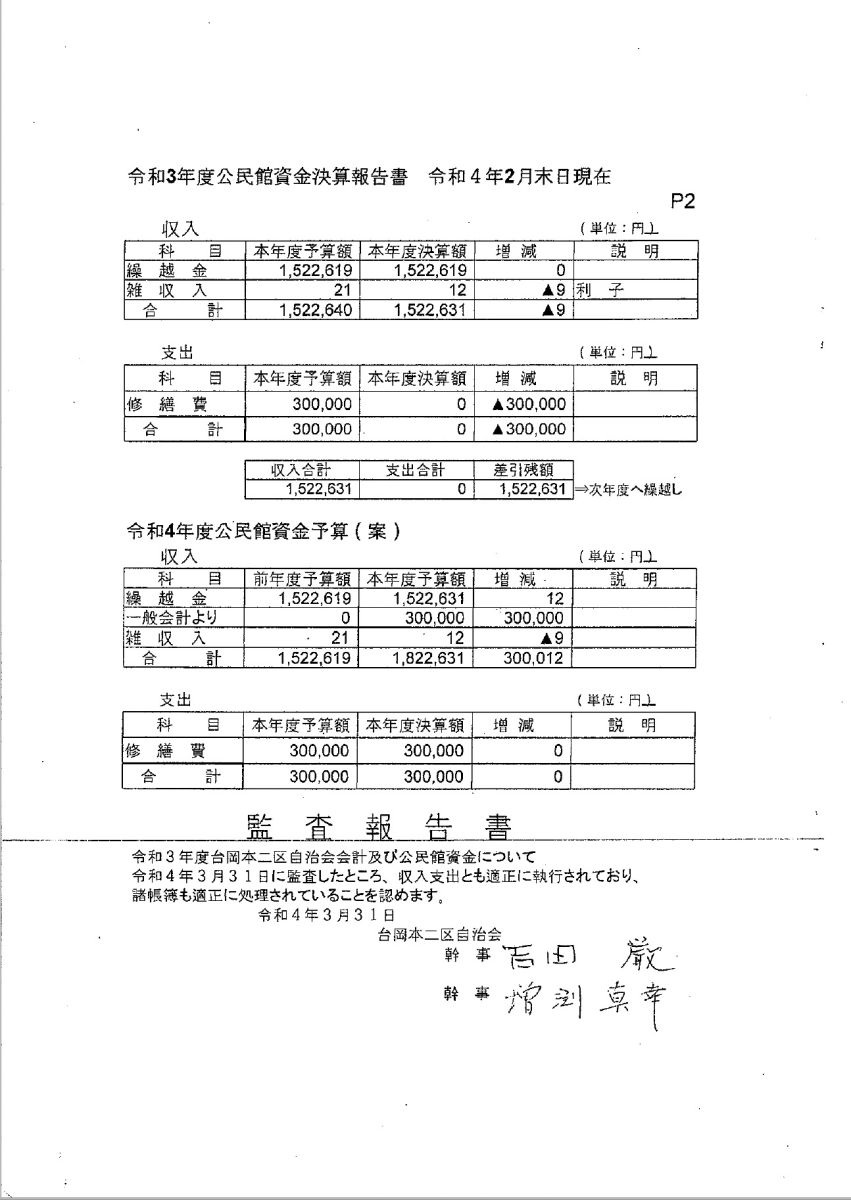 令和3年度公民館資金決算報告書　令和４年2月末日現在
P2
収入　（単位：円）
科　目　本年度予算額　本年度決算額　増　減　説　明
繰　越　金　1,522,619　1,522,619　0
雑　収　入　21　12　▲9　利　子
合　計　1,522,640　1,522,631　▲9
支出　（単位：円）
科　目　本年度予算額　本年度決算額　増　減　説　明
修　繕　費　300,000　0　▲300,000
合　計　300,000　0　▲300,000
収入合計　支出合計　差引残額
1,522,631　0　1,522,631　⇒次年度へ繰越し
令和4年度公民館資金予算（案）
収入　（単位：円）
科　目　前年度予算額　本年度予算額　増　減　説　明
繰　越　金　1,522,619　1,522,631　12
一般会計より　0　300,000　300,000
雑　収　入　21　12　▲9
合　計　1,522,619　1,822,631　300,012
支出　（単位：円）
科　目　本年度予算額　本年度決算額　増　減　説　明
修　繕　費　300,000　300,000　0
合　計　300,000　300,000　0
監　査　報　告　書
令和３年度台岡本二区自治会会計及び公民館資金について
令和４年３月３１日に監査したところ、収入支出とも適正に執行されており、
諸帳簿も適正に処理されていることを認めます。
令和４年３月３１日
台岡本二区自治会
幹　事　吉田　巌
幹　事　増渕　真幸